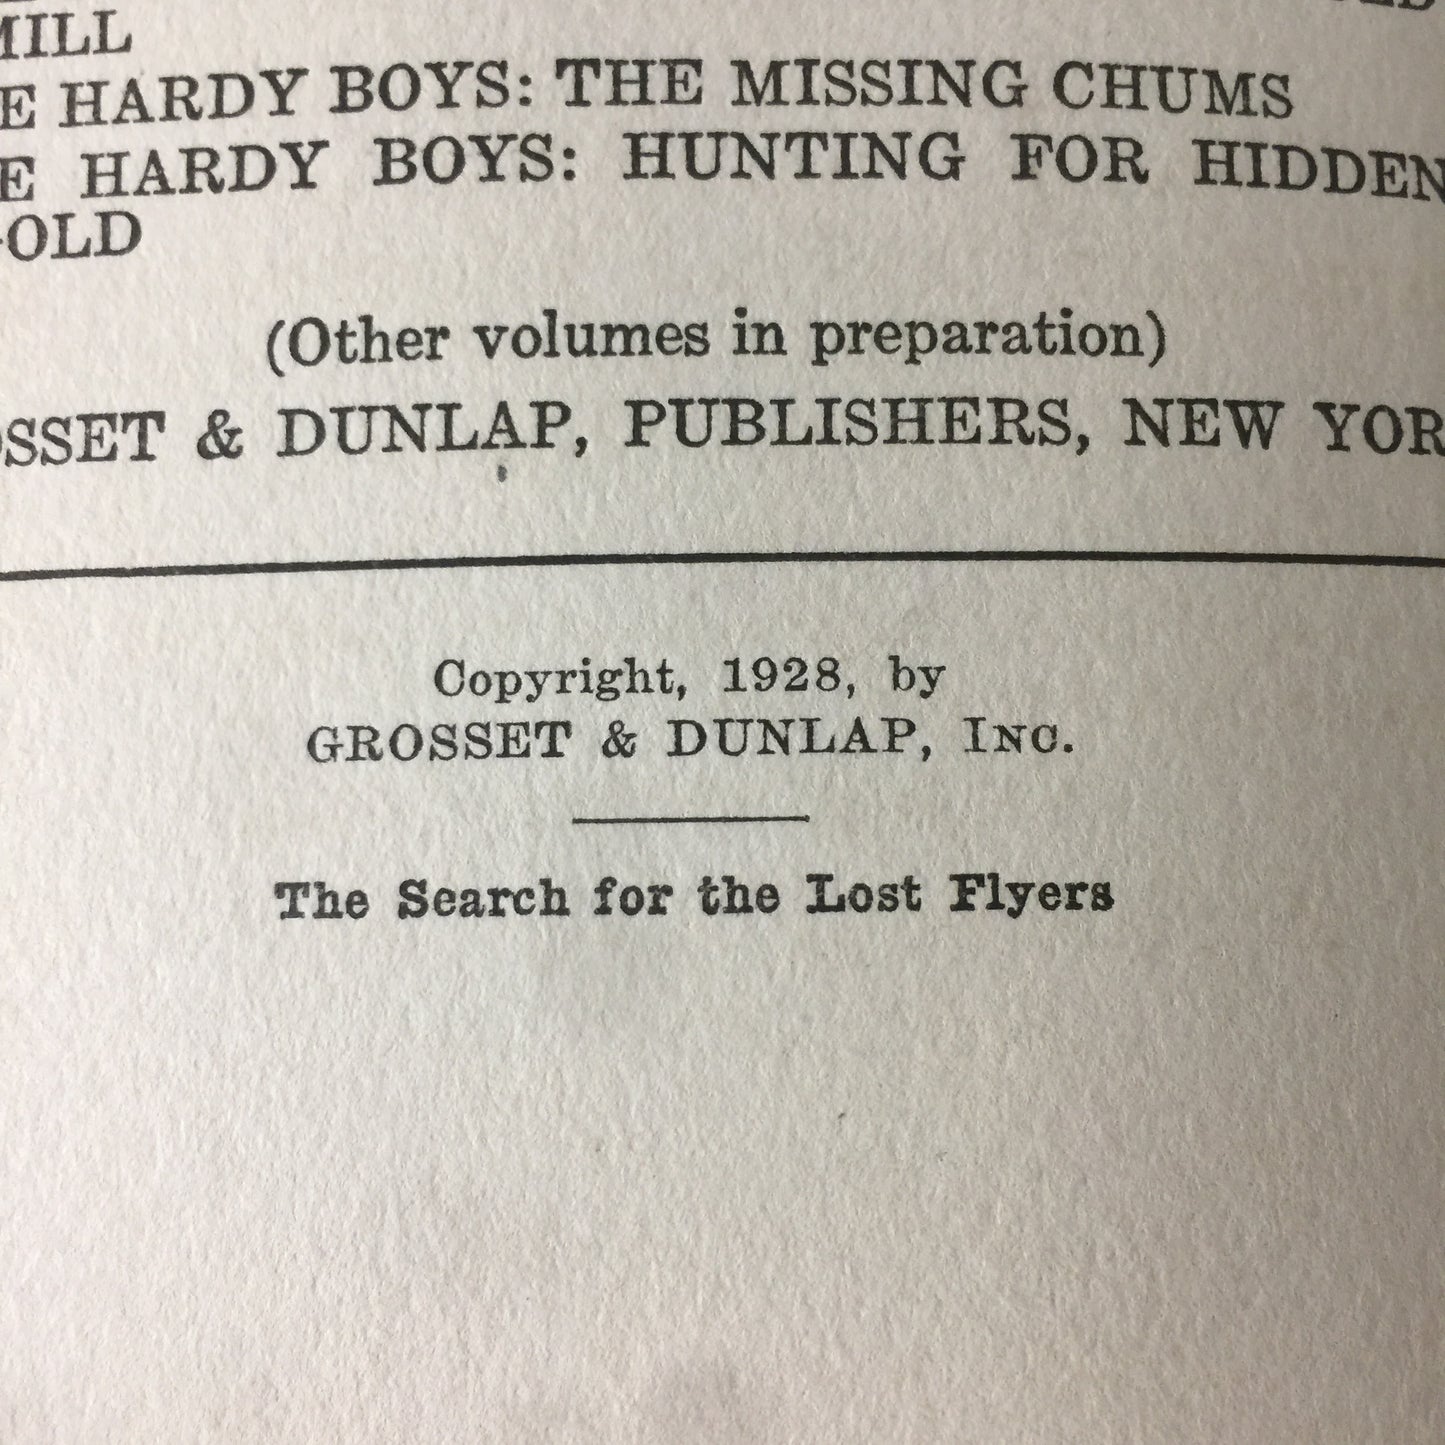 MILL
E HARDY BOYS: THE MISSING CHUMS
E HARDY BOYS: HUNTING FOR HIDDEN
OLD
(Other volumes in preparation)
OSSET & DUNLAP, PUBLISHERS, NEW YOR
Copyright, 1928, by
GROSSET & DUNLAP, INC.
The Search for the Lost Flyers